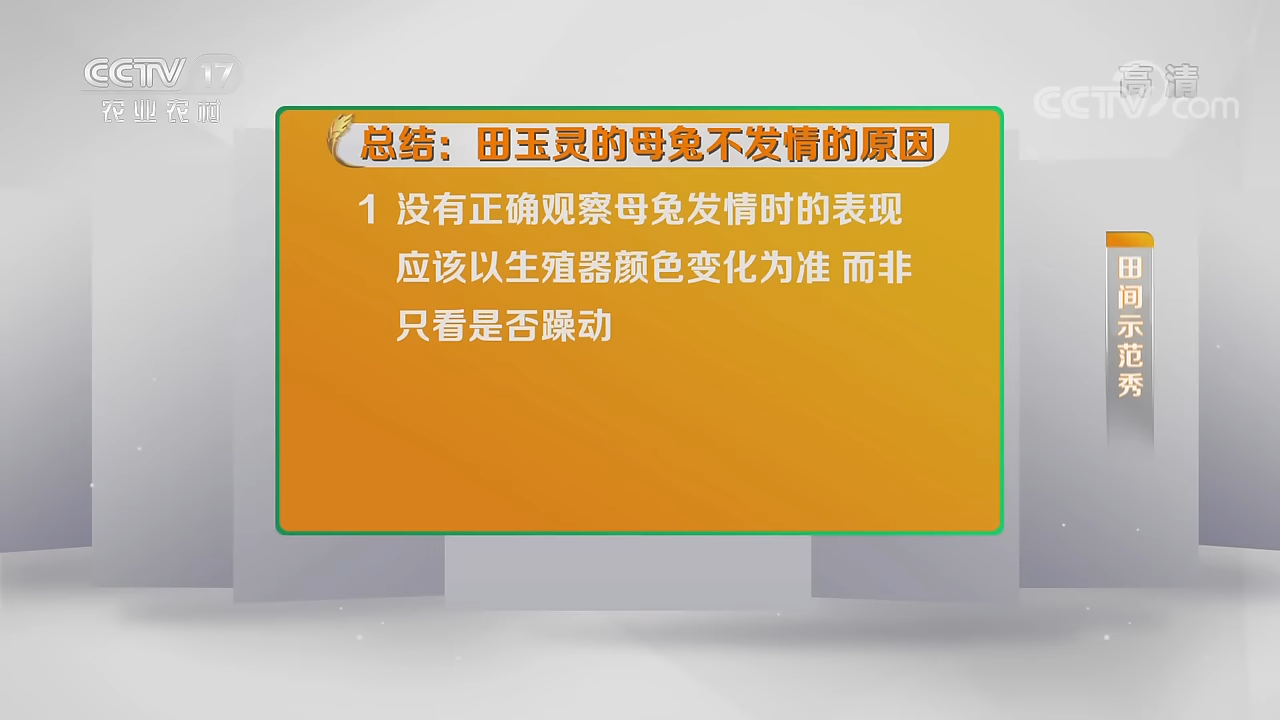 CCTV 17
农业农村
高清
CCTV.com
总结：田玉灵的母兔不发情的原因
1 没有正确观察母兔发情时的表现
应该以生殖器颜色变化为准 而非
只看是否躁动
田间示范秀